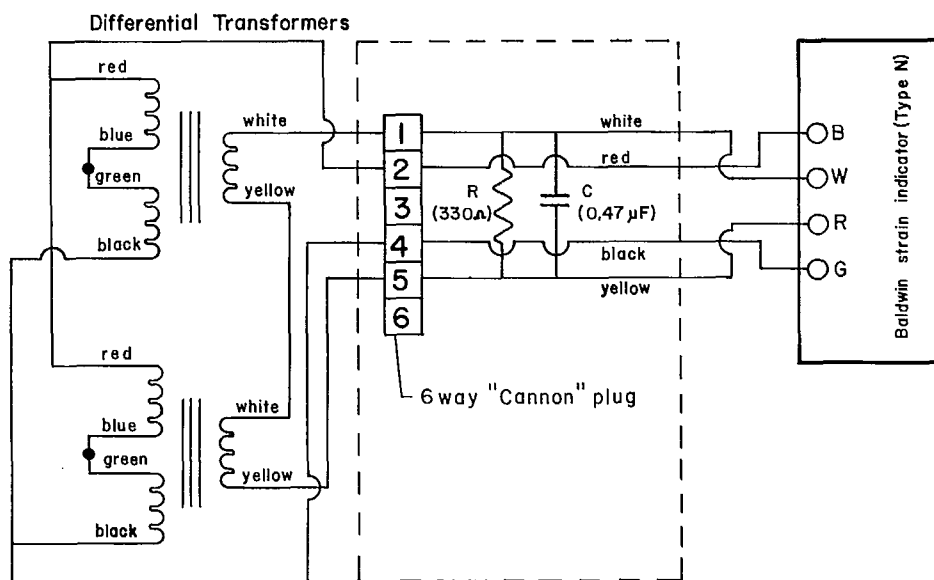 Differential Transformers
red
blue
green
black
white
yellow
red
blue
green
black
white
yellow
1
2
3
4
5
6
R
(330Ω)
C
(0.47 µF)
white
red
black
yellow
6 way "Cannon" plug
B
W
R
G
Baldwin strain indicator (Type N)